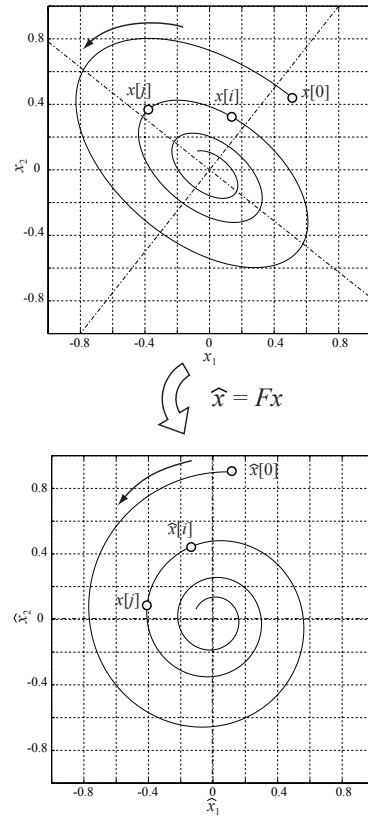 0.8
x[j]
x[i]
x[0]
0.4
x₂
0
-0.4
-0.8
-0.8 -0.4 0 0.4 0.8
x₁
x̂ = Fx
0.8
x̂[0]
x̂[i]
0.4
x[j]
x̂₂
0
-0.4
-0.8
-0.8 -0.4 0 0.4 0.8
x̂₁